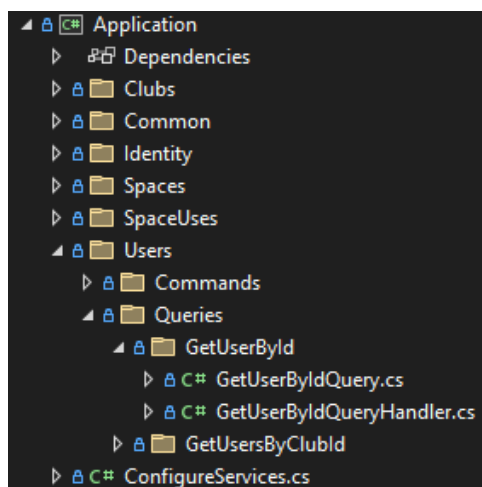 C# Application
Dependencies
Clubs
Common
Identity
Spaces
SpaceUses
Users
Commands
Queries
GetUserById
C# GetUserByIdQuery.cs
C# GetUserByIdQueryHandler.cs
GetUsersByClubId
C# ConfigureServices.cs